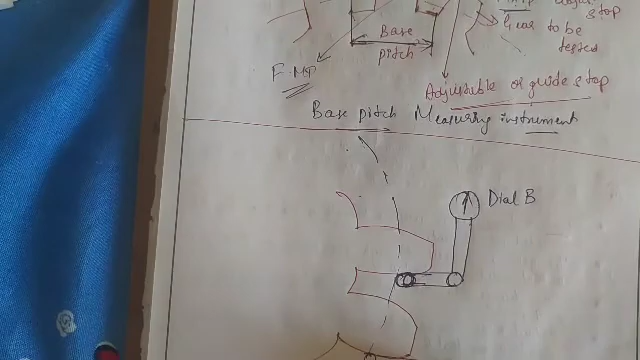 stop
Gear to be
tested
Base
pitch
Adjustable or guide stop
Base pitch Measuring instrument
Dial B